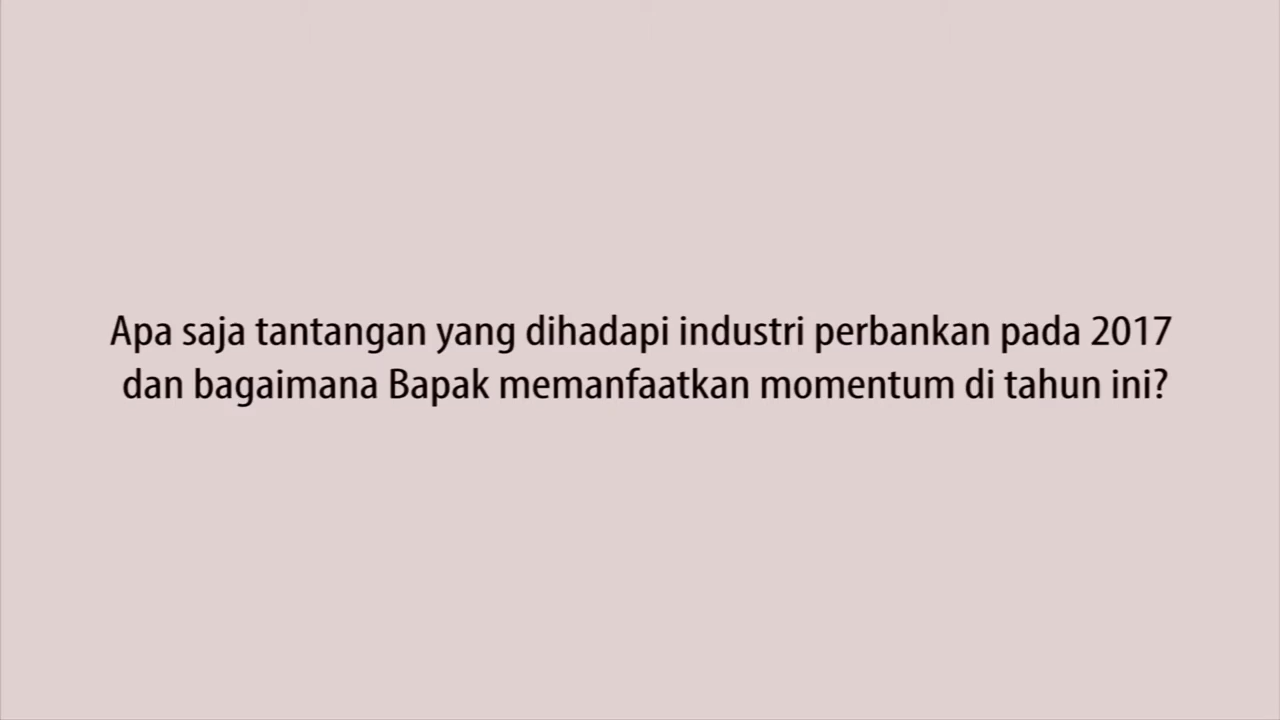 Apa saja tantangan yang dihadapi industri perbankan pada 2017
dan bagaimana Bapak memanfaatkan momentum di tahun ini?